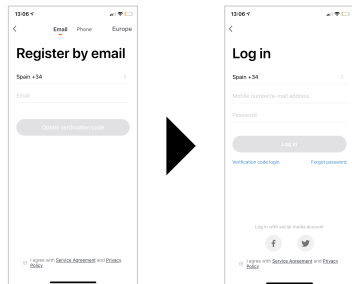 13:06
Email Phone Europe
Register by email
Spain +34
Email
Obtain verification code
I agree with Service Agreement and Privacy
Policy
13:06
Log in
Spain +34
Mobile number/e-mail address
Password
Log in
Verification code login Forget password
Log in with social media account
I agree with Service Agreement and Privacy
Policy